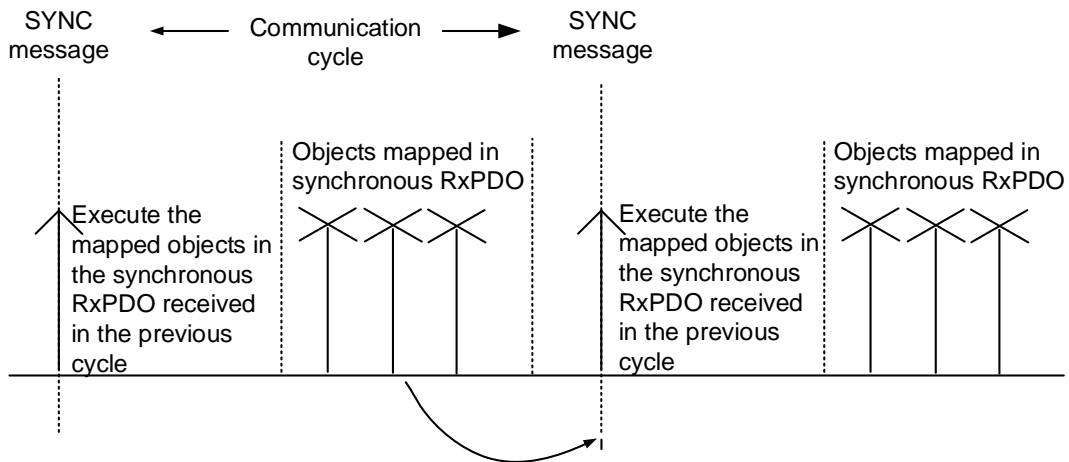 SYNC
message
Communication
cycle
SYNC
message
Objects mapped in
synchronous RxPDO
Objects mapped in
synchronous RxPDO
Execute the
mapped objects in
the synchronous
RxPDO received
in the previous
cycle
Execute the
mapped objects in
the synchronous
RxPDO received
in the previous
cycle